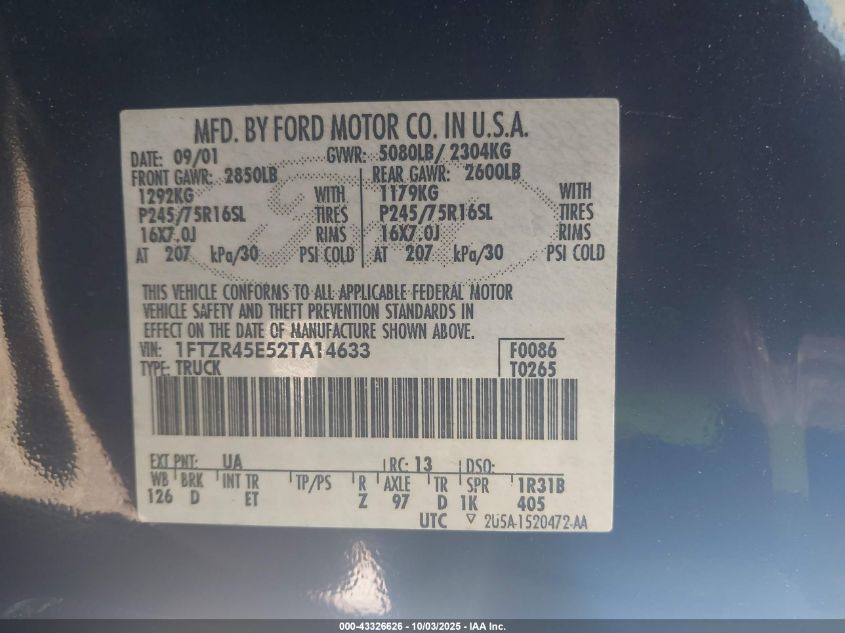 MFD. BY FORD MOTOR CO. IN U.S.A.
DATE: 09/01 GVWR: 5080LB/ 2304KG
FRONT GAWR: 2850LB REAR GAWR: 2600LB
1292KG WITH 1179KG WITH
P245/75R16SL TIRES P245/75R16SL TIRES
16X7.0J RIMS 16X7.0J RIMS
AT 207 kPa/30 PSI COLD AT 207 kPa/30 PSI COLD
THIS VEHICLE CONFORMS TO ALL APPLICABLE FEDERAL MOTOR
VEHICLE SAFETY AND THEFT PREVENTION STANDARDS IN
EFFECT ON THE DATE OF MANUFACTURE SHOWN ABOVE.
VIN: 1FTZR45E52TA14633 F0086
TYPE: TRUCK T0265
EXT PNT: UA RC: 13 DSO:
WB BRK INT TR TP/PS R AXLE TR SPR 1R31B
126 D ET Z 97 D 1K 405
UTC ▽ 2U5A-1520472-AA
000-43326626 - 10/03/2025 - IAA Inc.